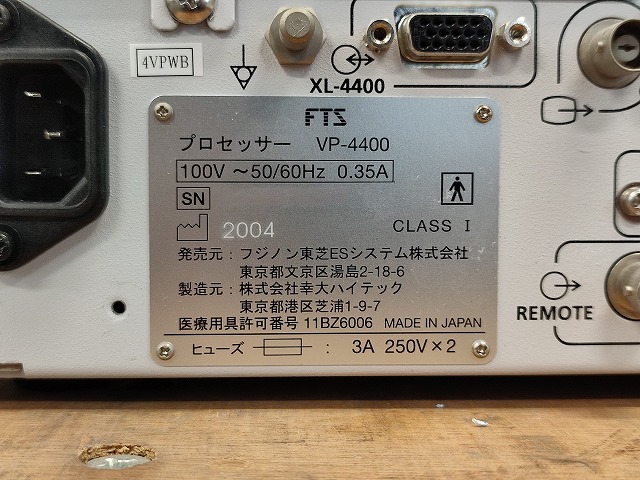 4VPWB
XL-4400
FTS
プロセッサー VP-4400
100V ～50/60Hz 0.35A
SN
2004
CLASS I
発売元：フジノン東芝ESシステム株式会社
東京都文京区湯島2-18-6
製造元：株式会社幸大ハイテック
東京都港区芝浦1-9-7
医療用具許可番号 11BZ6006 MADE IN JAPAN
ヒューズ : 3A 250V×2
REMOTE